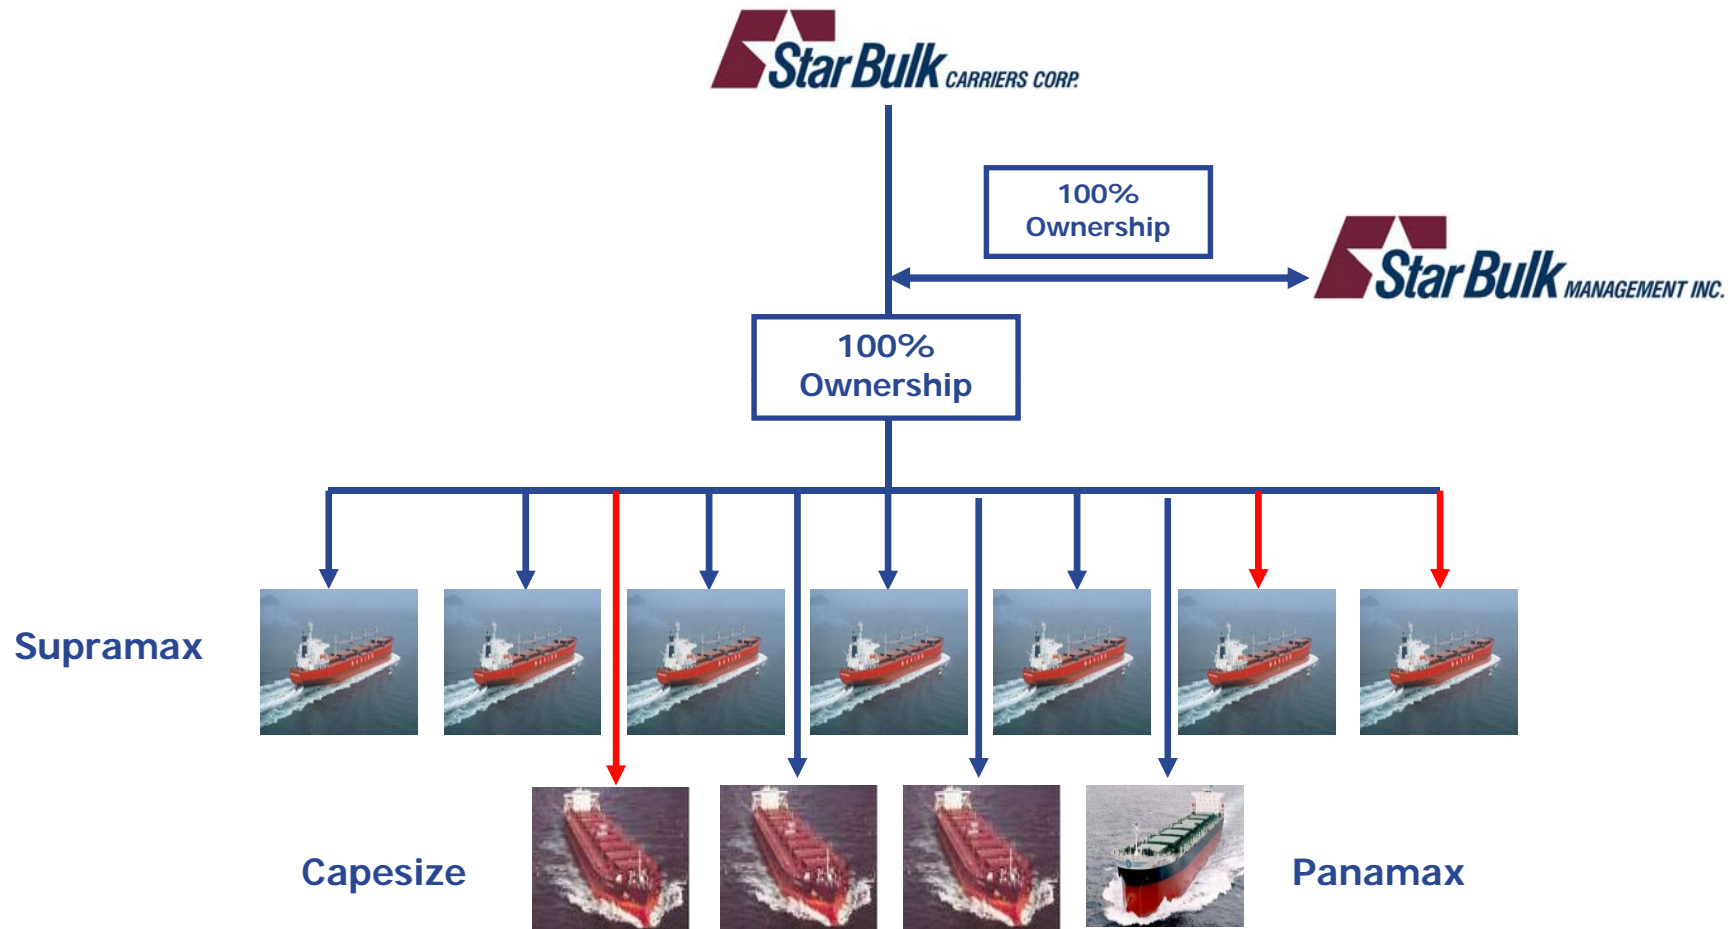 Star Bulk CARRIERS CORP.
100%
Ownership
Star Bulk MANAGEMENT INC.
100%
Ownership
Supramax
Capesize
Panamax